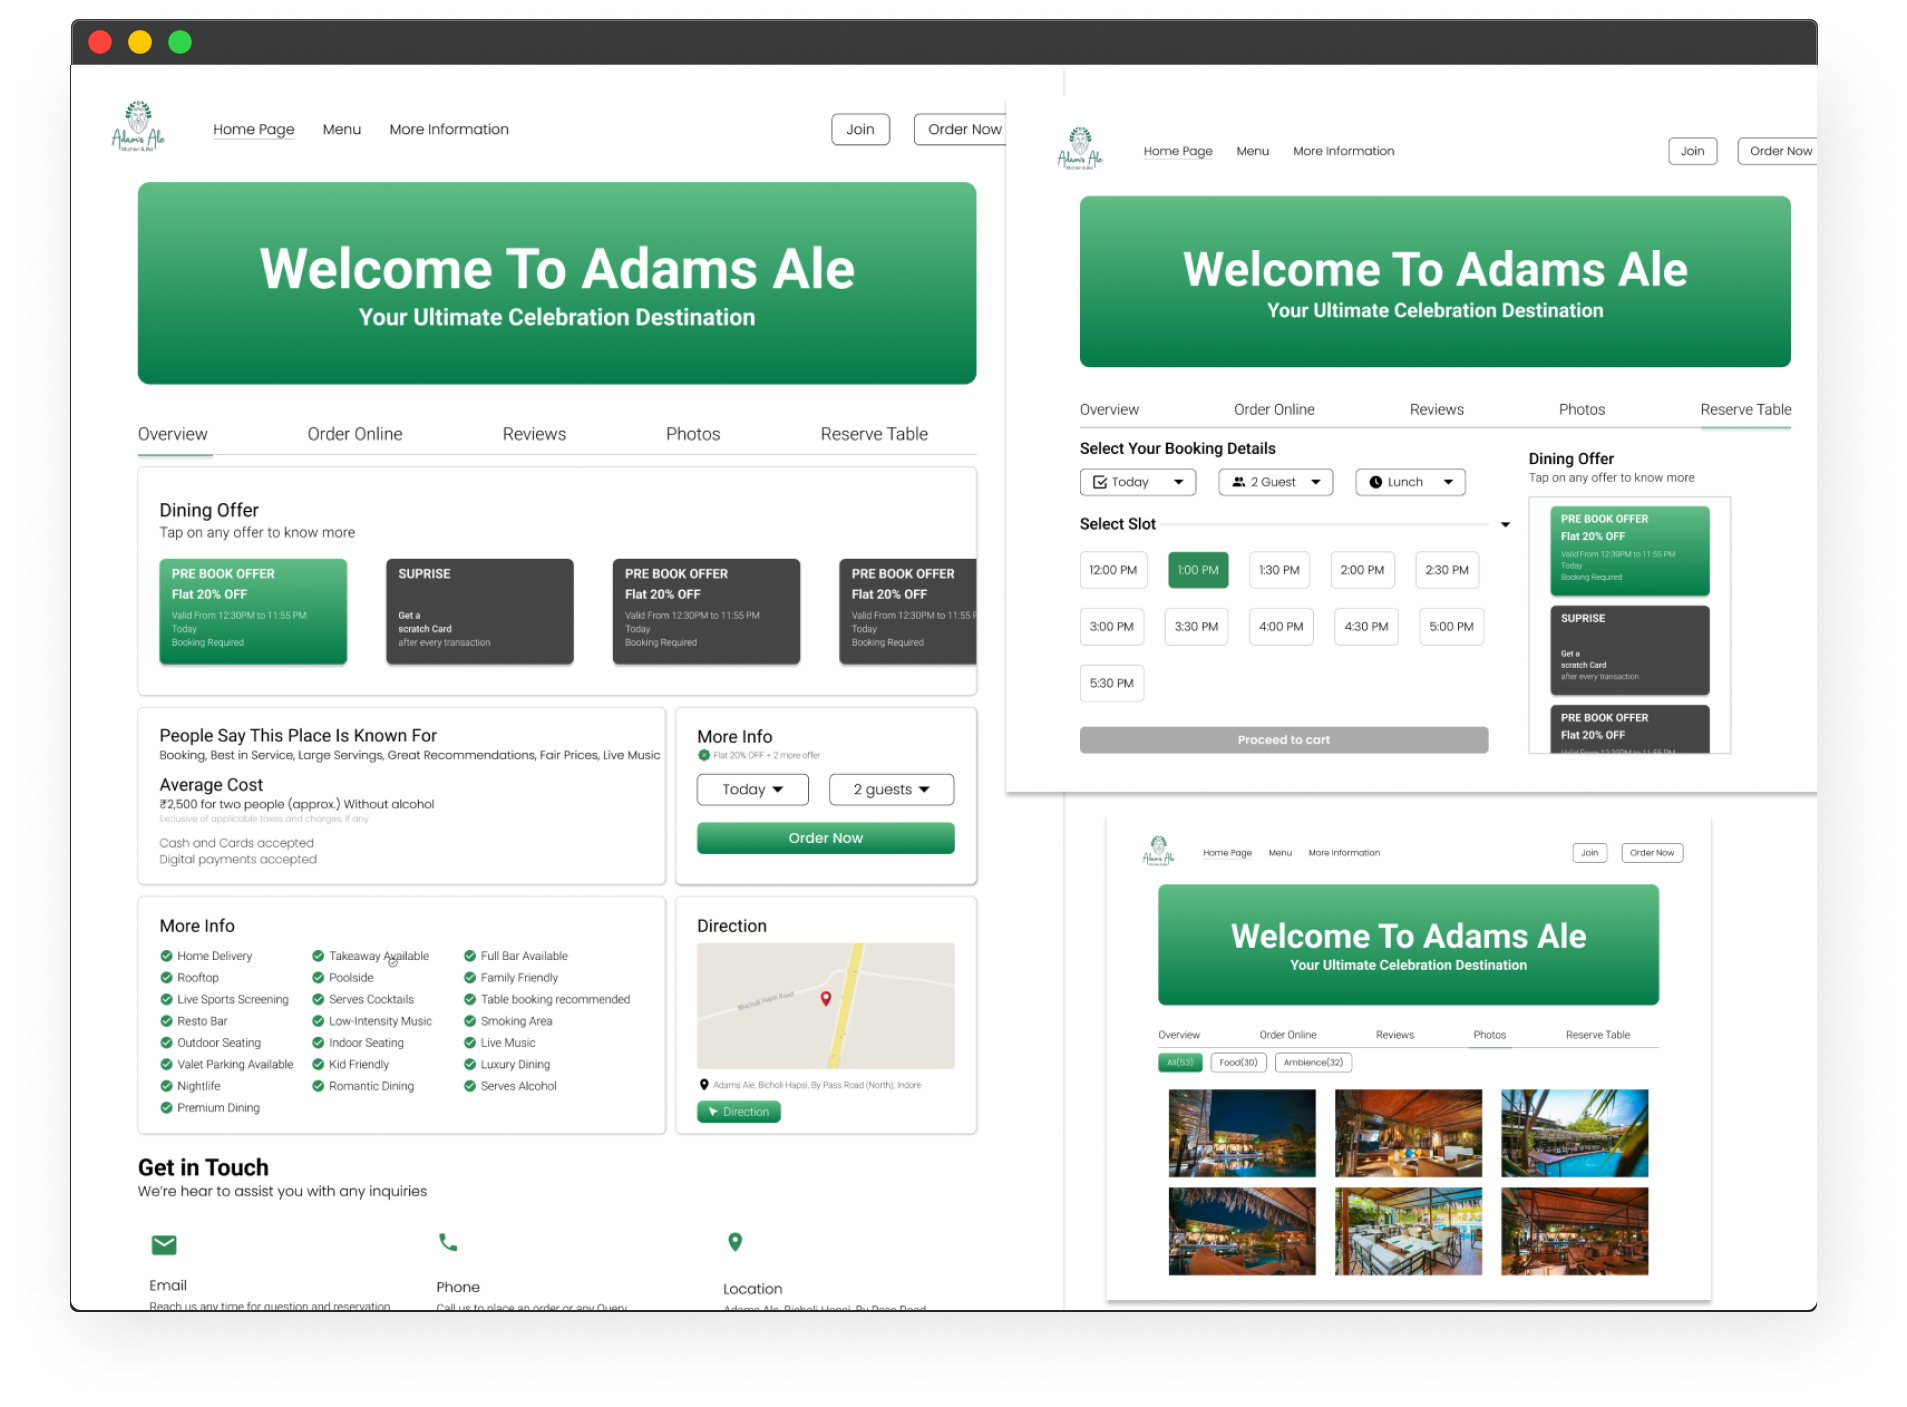 Adam's Ale
Kitchen & Bar
Home Page
Menu
More Information
Join
Order Now
Welcome To Adams Ale
Your Ultimate Celebration Destination
Overview
Order Online
Reviews
Photos
Reserve Table
Dining Offer
Tap on any offer to know more
PRE BOOK OFFER
Flat 20% OFF
Valid From 12:30PM to 11:55 PM
Today
Booking Required
SUPRISE
Get a
scratch Card
after every transaction
PRE BOOK OFFER
Flat 20% OFF
Valid From 12:30PM to 11:55 PM
Today
Booking Required
PRE BOOK OFFER
Flat 20% OFF
Valid From 12:30PM to 11:55
Today
Booking Required
People Say This Place Is Known For
Booking, Best in Service, Large Servings, Great Recommendations, Fair Prices, Live Music
Average Cost
₹2,500 for two people (approx.) Without alcohol
Exclusive of applicable taxes and charges, if any
Cash and Cards accepted
Digital payments accepted
More Info
Flat 20% OFF + 2 more offer
Today
2 guests
Order Now
More Info
Home Delivery
Takeaway Available
Full Bar Available
Rooftop
Poolside
Family Friendly
Live Sports Screening
Serves Cocktails
Table booking recommended
Resto Bar
Low-Intensity Music
Smoking Area
Outdoor Seating
Indoor Seating
Live Music
Valet Parking Available
Kid Friendly
Luxury Dining
Nightlife
Romantic Dining
Serves Alcohol
Premium Dining
Direction
Bhicholi Hapsi Road
Adams Ale, Bicholi Hapsi, By Pass Road (North), Indore
Direction
Get in Touch
We're hear to assist you with any inquiries
Email
Reach us any time for question and reservation
Phone
Call us to place an order or any Query
Location
Adams Ale, Bicholi Hapsi, By Pass Road
Adam's Ale
Kitchen & Bar
Home Page
Menu
More Information
Join
Order Now
Welcome To Adams Ale
Your Ultimate Celebration Destination
Overview
Order Online
Reviews
Photos
Reserve Table
Select Your Booking Details
Today
2 Guest
Lunch
Select Slot
12:00 PM
1:00 PM
1:30 PM
2:00 PM
2:30 PM
3:00 PM
3:30 PM
4:00 PM
4:30 PM
5:00 PM
5:30 PM
Proceed to cart
Dining Offer
Tap on any offer to know more
PRE BOOK OFFER
Flat 20% OFF
Valid From 12:30PM to 11:55 PM
Today
Booking Required
SUPRISE
Get a
scratch Card
after every transaction
PRE BOOK OFFER
Flat 20% OFF
Valid From 12:30PM to 11:55 PM
Adam's Ale
Home Page
Menu
More Information
Join
Order Now
Welcome To Adams Ale
Your Ultimate Celebration Destination
Overview
Order Online
Reviews
Photos
Reserve Table
All(53)
Food(30)
Ambience(32)